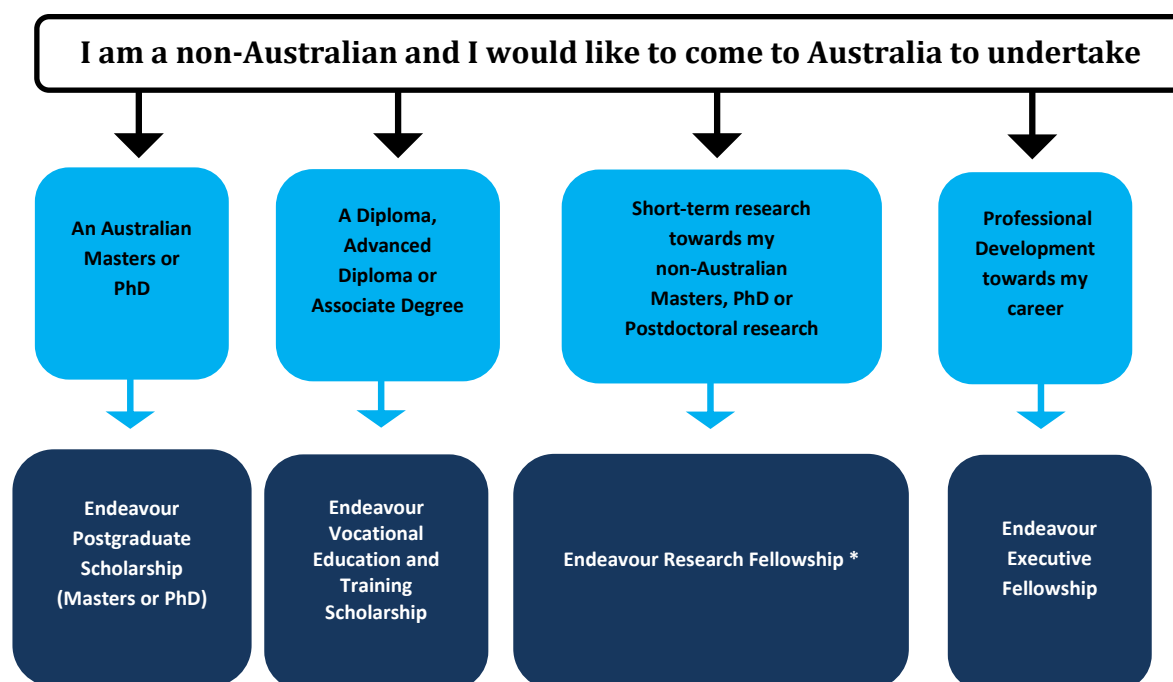 I am a non-Australian and I would like to come to Australia to undertake
An Australian
Masters or
PhD
A Diploma,
Advanced
Diploma or
Associate Degree
Short-term research
towards my
non-Australian
Masters, PhD or
Postdoctoral research
Professional
Development
towards my
career
Endeavour
Postgraduate
Scholarship
(Masters or PhD)
Endeavour
Vocational
Education and
Training
Scholarship
Endeavour Research Fellowship *
Endeavour
Executive
Fellowship